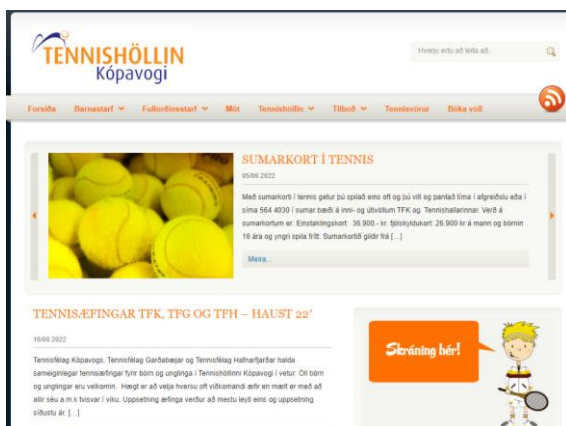 TENNISHÖLLIN
Kópavogi
Hverju ertu að leita að..
Forsíða Barnastarf Fullorðinsstarf Mót Tennishöllin Tilboð Tennisvörur Bóka völl
SUMARKORT Í TENNIS
05/06 2022
Með sumarkorti í tennis getur þú spilað eins oft og þú vilt og pantað tíma í afgreiðslu eða í
síma 564 4030 í sumar bæði á inni- og útivöllum TFK og Tennishallarinnar. Verð á
sumarkortum er: Einstaklingskort: 36.900.- kr. fjölskyldukort: 26.900 kr á mann og börnin
16 ára og yngri spila frítt. Sumarkortið gildir frá […]
Meira...
TENNISÆFINGAR TFK, TFG OG TFH – HAUST 22’
18/08 2022
Tennisfélag Kópavogs, Tennisfélag Garðabæjar og Tennisfélag Hafnarfjarðar halda
sameiginlegar tennisæfingar fyrir börn og unglinga í Tennishöllinni Kópavogi í vetur. Öll börn
og unglingar eru velkomin. Hægt er að velja hversu oft viðkomandi æfir en mælt er með að
allir séu a.m.k tvisvar í viku. Uppsetning æfinga verður að mestu leyti eins og uppsetning
síðustu ár. […]
Skráning hér!